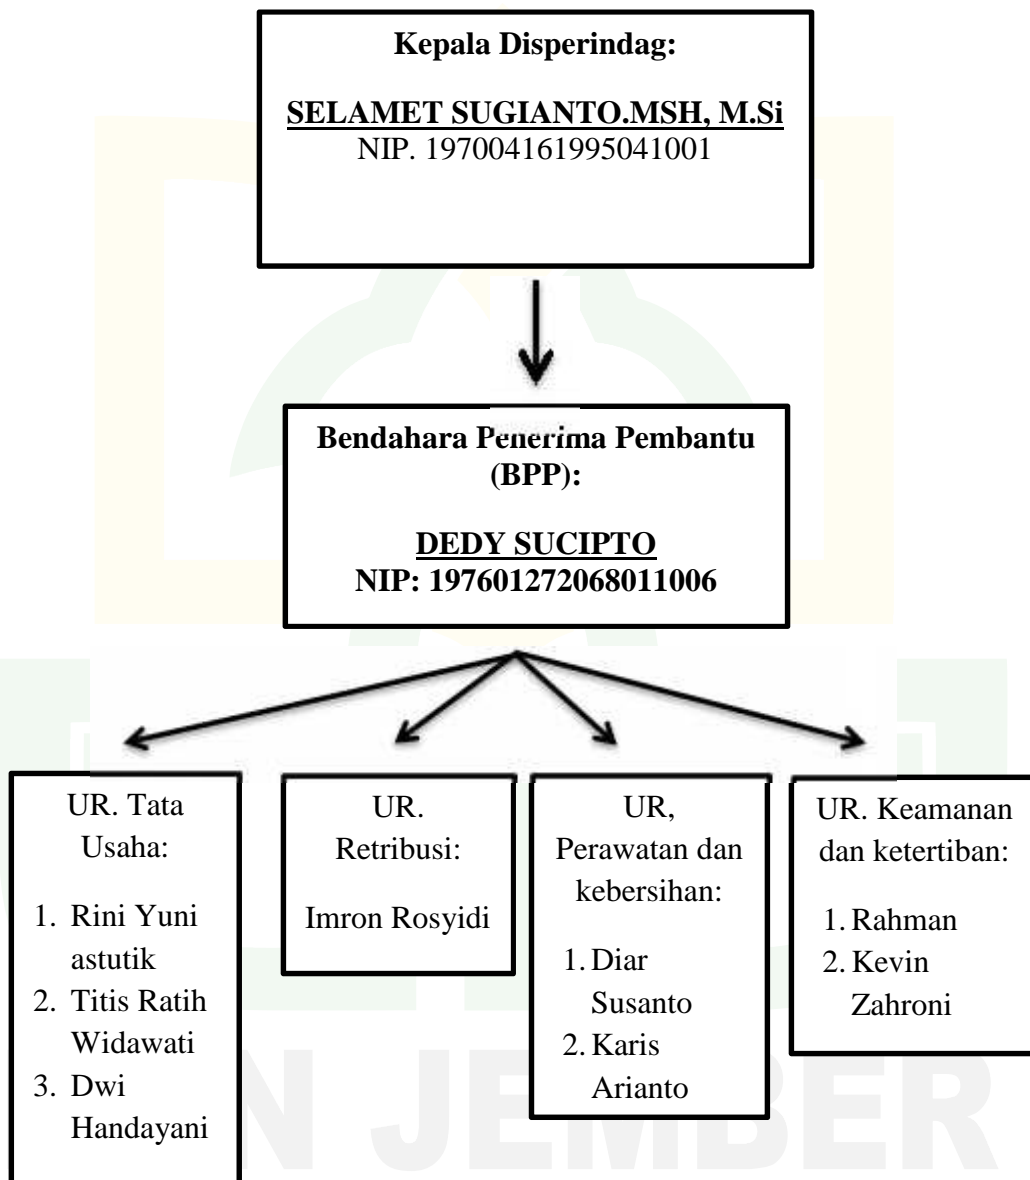 Kepala Disperindag:
SELAMET SUGIANTO.MSH, M.Si
NIP. 197004161995041001
Bendahara Penerima Pembantu
(BPP):
DEDY SUCIPTO
NIP: 197601272068011006
UR. Tata
Usaha:
1. Rini Yuni
astutik
2. Titis Ratih
Widawati
3. Dwi
Handayani
UR.
Retribusi:
Imron Rosyidi
UR,
Perawatan dan
kebersihan:
1. Diar
Susanto
2. Karis
Arianto
UR. Keamanan
dan ketertiban:
1. Rahman
2. Kevin
Zahroni
N JEMBER